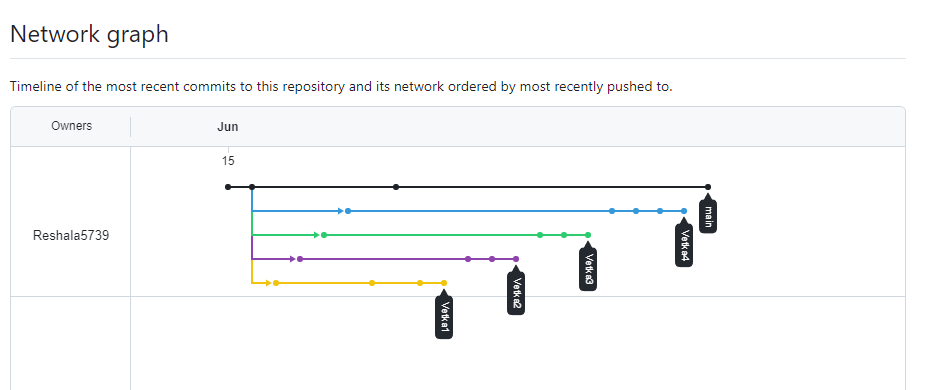 Network graph
Timeline of the most recent commits to this repository and its network ordered by most recently pushed to.
Owners
Jun
15
Reshala5739
main
Vetka4
Vetka3
Vetka2
Vetka1